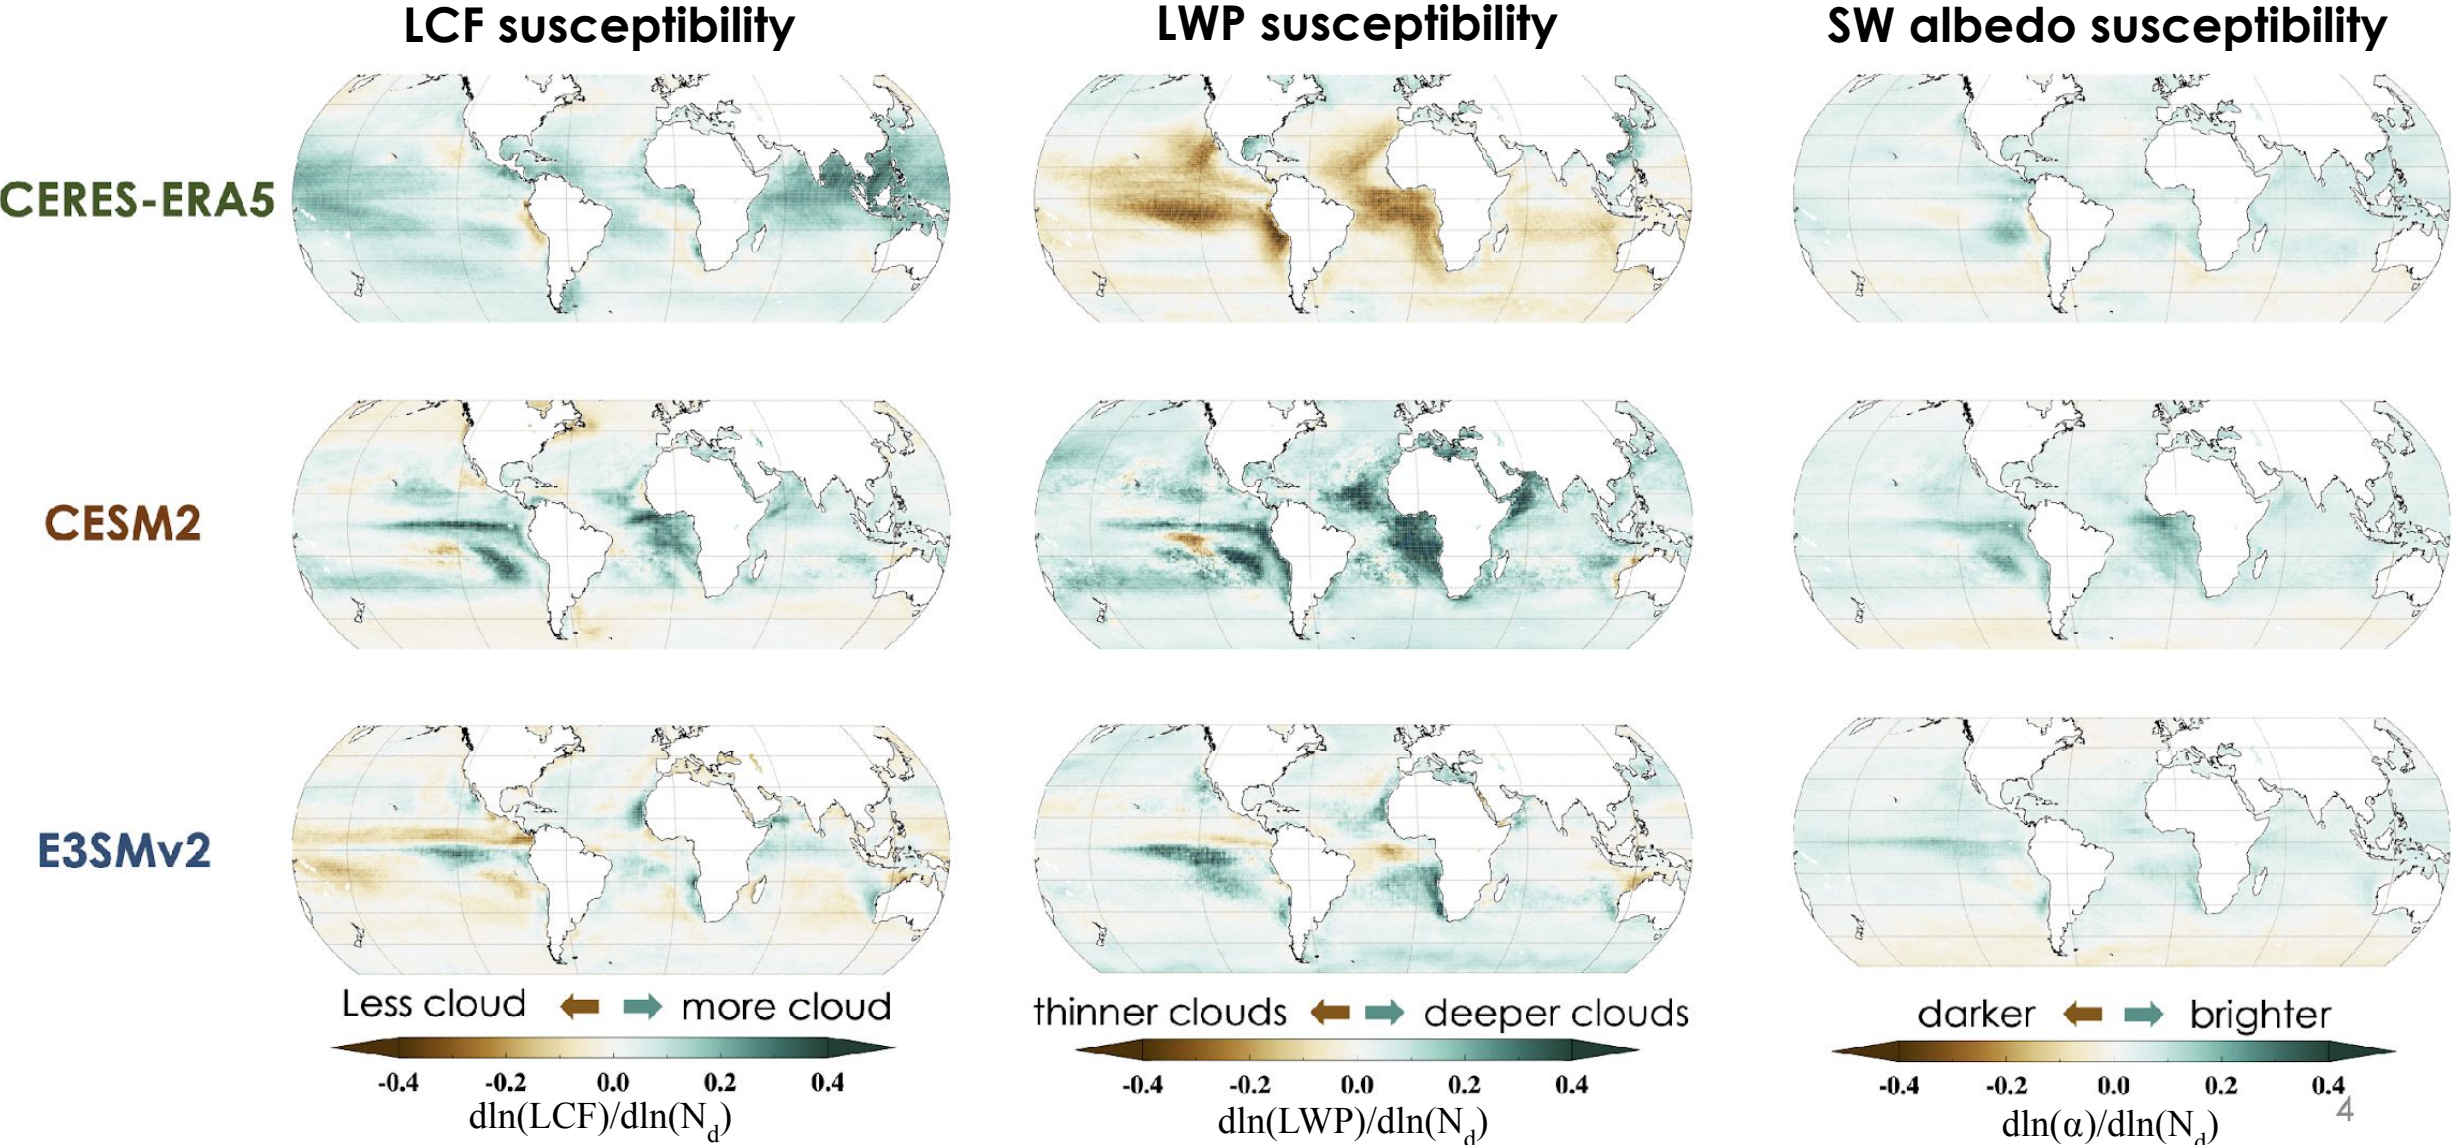 LCF susceptibility
LWP susceptibility
SW albedo susceptibility
CERES-ERA5
CESM2
E3SMv2
Less cloud more cloud
-0.4 -0.2 0.0 0.2 0.4
dln(LCF)/dln(N_d)
thinner clouds deeper clouds
-0.4 -0.2 0.0 0.2 0.4
dln(LWP)/dln(N_d)
darker brighter
-0.4 -0.2 0.0 0.2 0.4
dln(α)/dln(N_d)
4